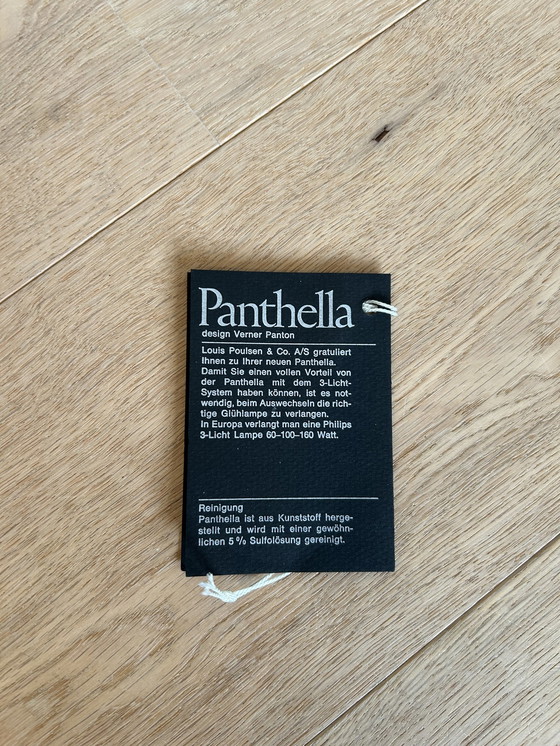 Panthella
design Verner Panton
Louis Poulsen & Co. A/S gratuliert
Ihnen zu Ihrer neuen Panthella.
Damit Sie einen vollen Vorteil von
der Panthella mit dem 3-Licht-
System haben können, ist es not-
wendig, beim Auswechseln die rich-
tige Glühlampe zu verlangen.
In Europa verlangt man eine Philips
3-Licht Lampe 60–100–160 Watt.
Reinigung
Panthella ist aus Kunststoff herge-
stellt und wird mit einer gewöhn-
lichen 5 % Sulfolösung gereinigt.